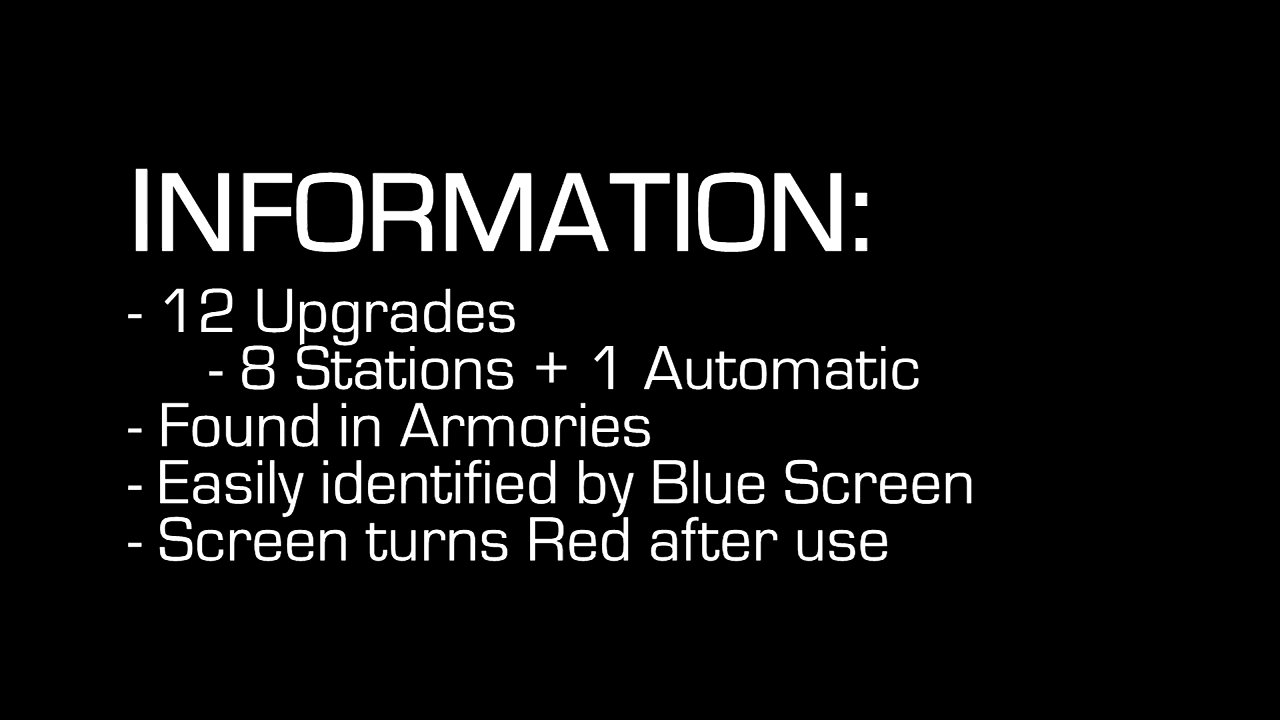 INFORMATION:
- 12 Upgrades
- 8 Stations + 1 Automatic
- Found in Armories
- Easily identified by Blue Screen
- Screen turns Red after use